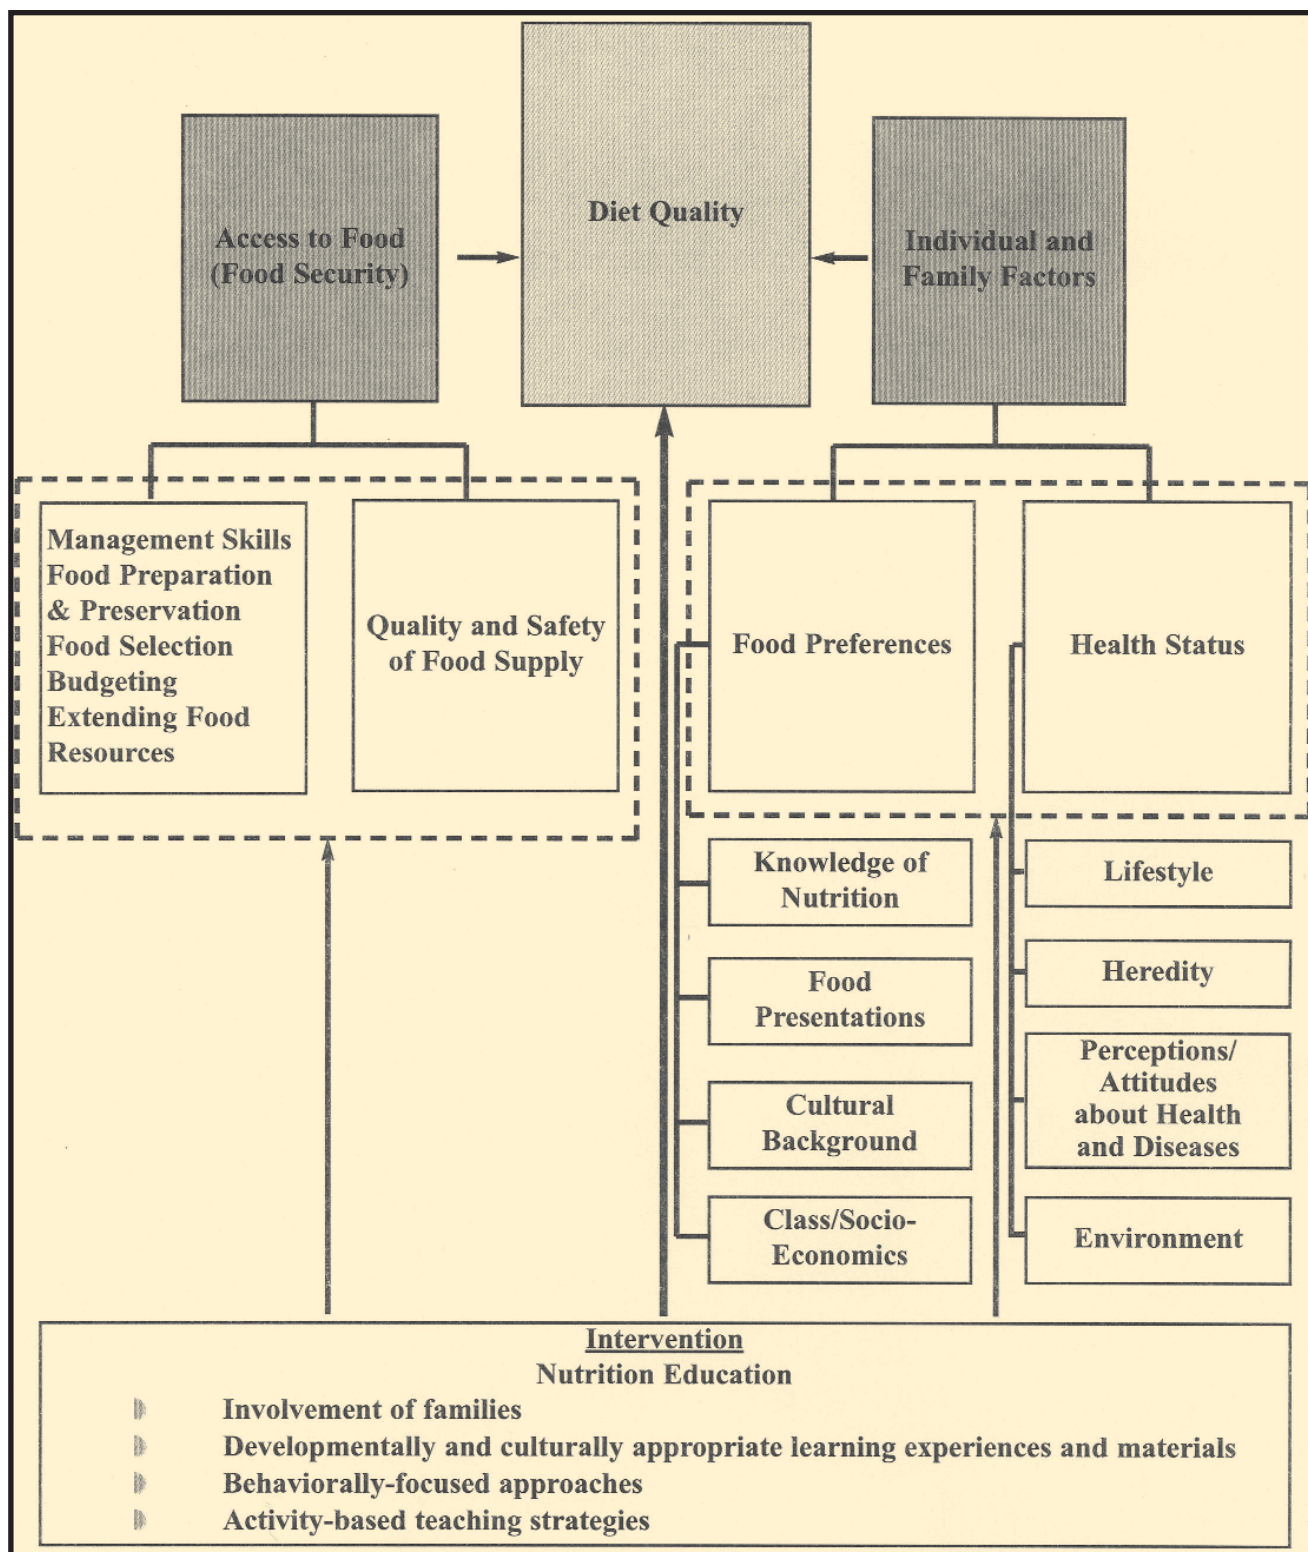 Diet Quality
Access to Food
(Food Security)
Individual and
Family Factors
Management Skills
Food Preparation
& Preservation
Food Selection
Budgeting
Extending Food
Resources
Quality and Safety
of Food Supply
Food Preferences
Health Status
Knowledge of
Nutrition
Food
Presentations
Cultural
Background
Class/Socio-
Economics
Lifestyle
Heredity
Perceptions/
Attitudes
about Health
and Diseases
Environment
Intervention
Nutrition Education
Involvement of families
Developmentally and culturally appropriate learning experiences and materials
Behaviorally-focused approaches
Activity-based teaching strategies